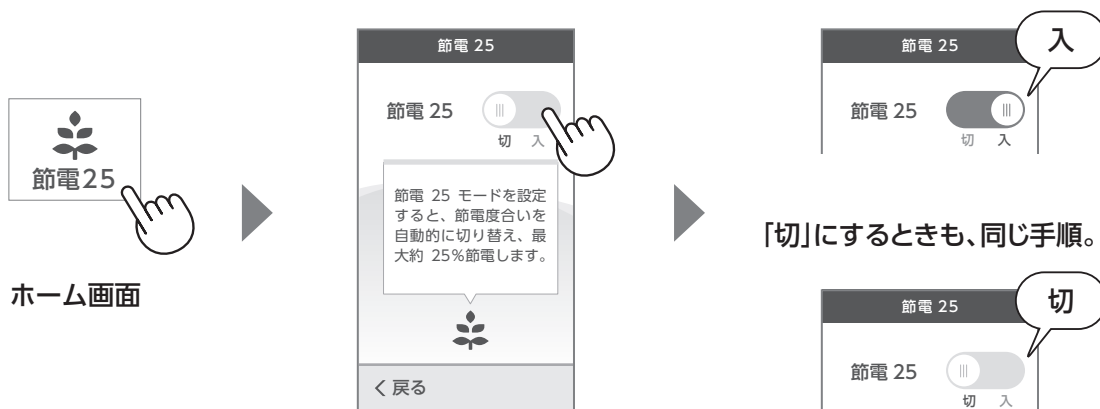 節電25
ホーム画面
節電 25
節電 25
切 入
節電 25 モードを設定
すると、節電度合いを
自動的に切り替え、最
大約 25%節電します。
戻る
節電 25
入
節電 25
切 入
「切」にするときも、同じ手順。
節電 25
切
節電 25
切 入